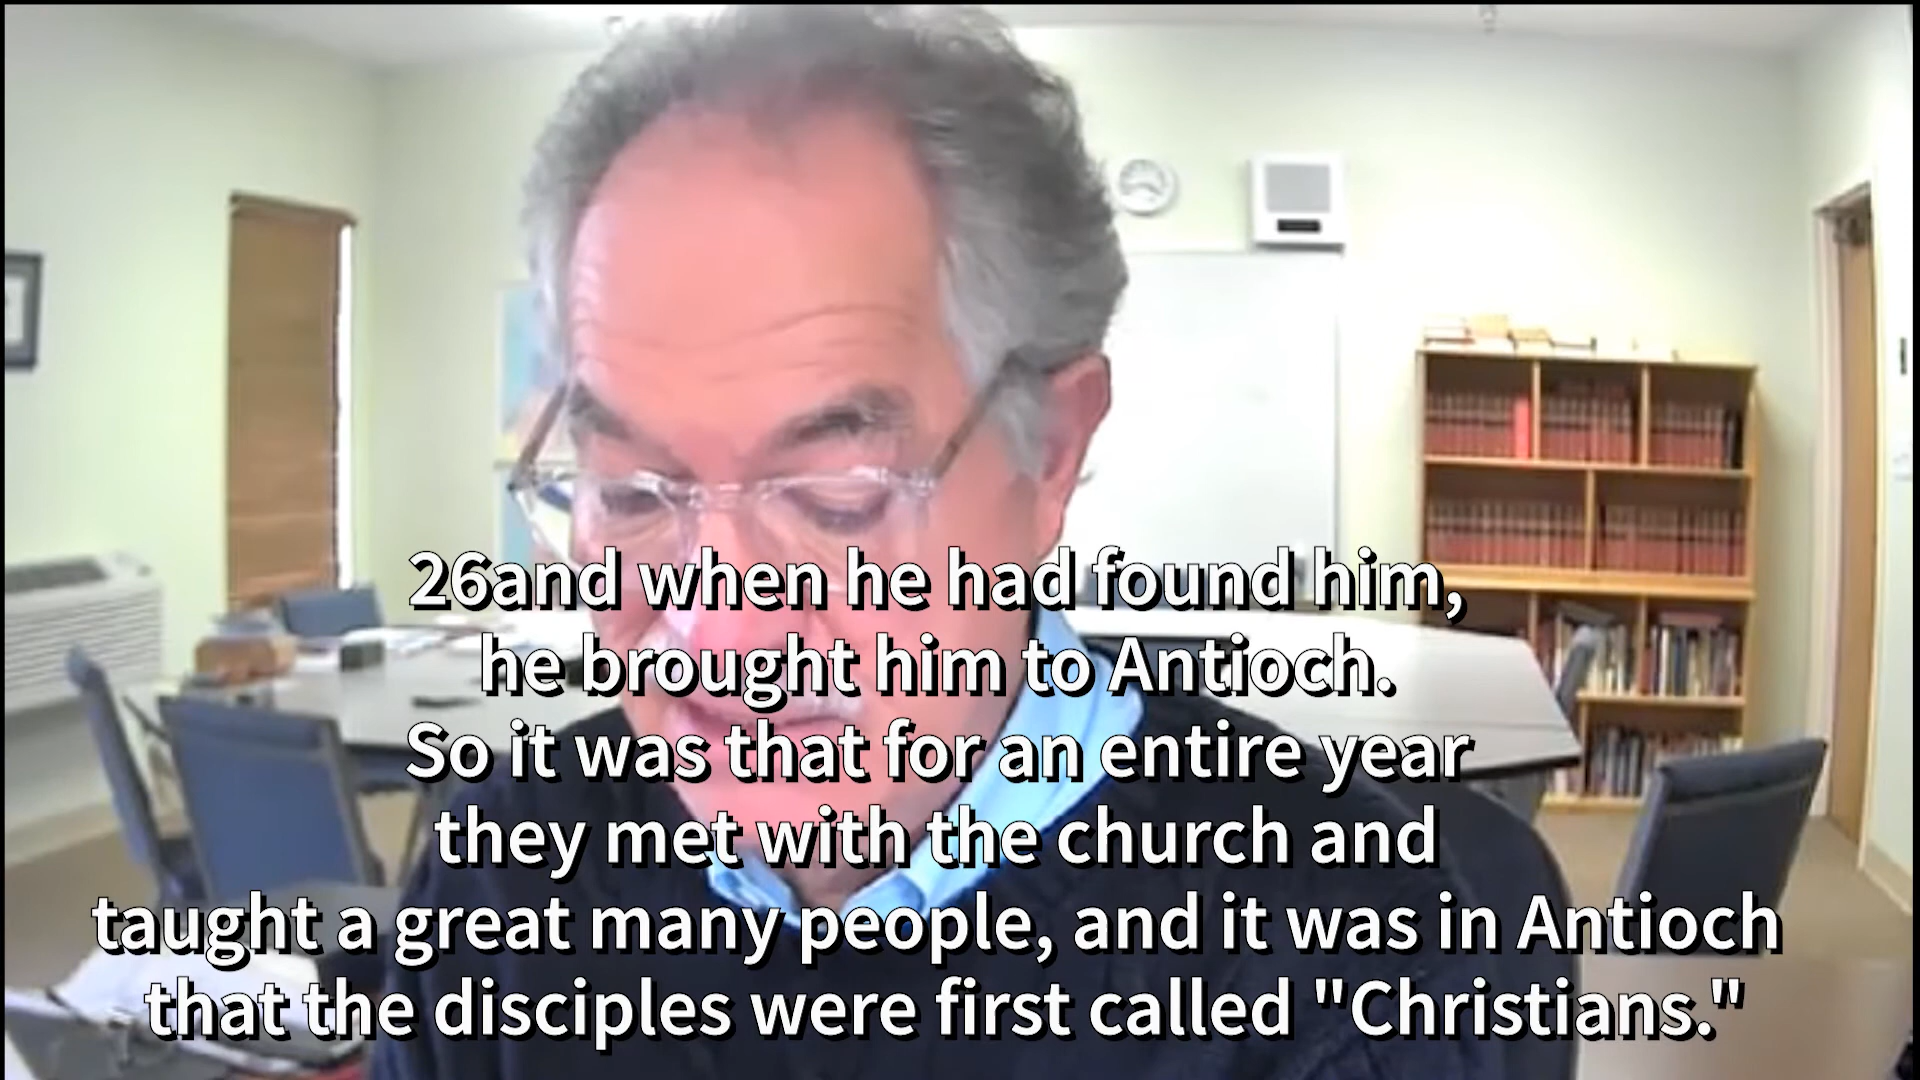 26and when he had found him,
he brought him to Antioch.
So it was that for an entire year
they met with the church and
taught a great many people, and it was in Antioch
that the disciples were first called "Christians."